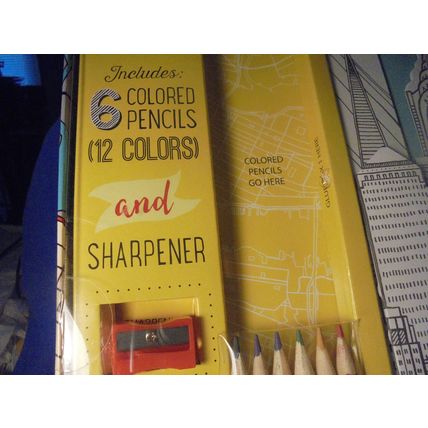 Includes:
6 COLORED
PENCILS
(12 COLORS)
and
SHARPENER
COLORED
PENCILS
GO HERE